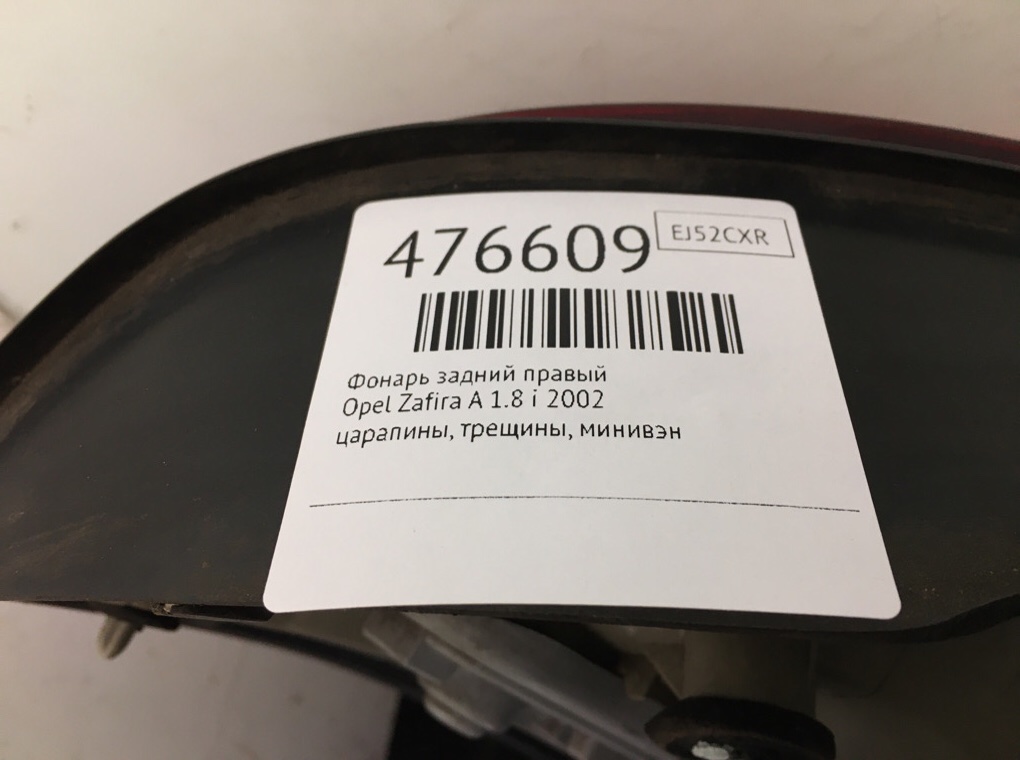 476609
EJ52CXR
Фонарь задний правый
Opel Zafira A 1.8 i 2002
царапины, трещины, минивэн